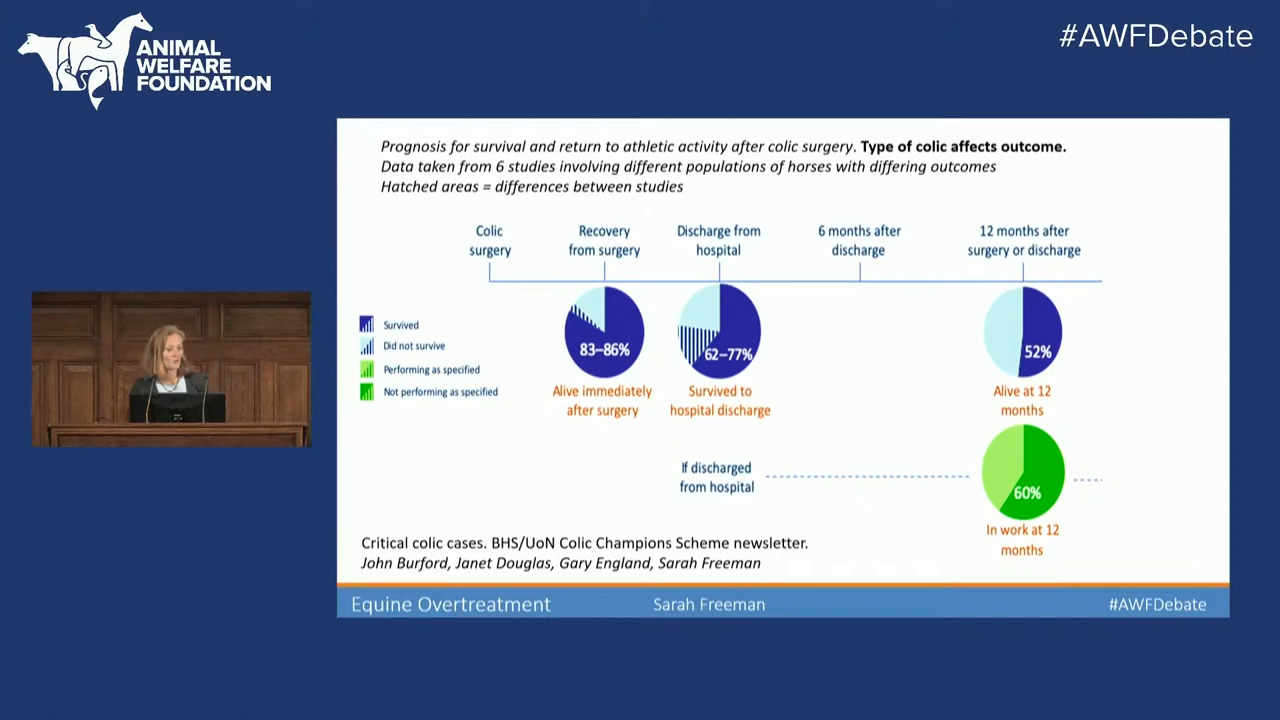 ANIMAL
WELFARE
FOUNDATION
#AWFDebate
Prognosis for survival and return to athletic activity after colic surgery. Type of colic affects outcome.
Data taken from 6 studies involving different populations of horses with differing outcomes
Hatched areas = differences between studies
Colic
surgery
Recovery
from surgery
Discharge from
hospital
6 months after
discharge
12 months after
surgery or discharge
Survived
Did not survive
Performing as specified
Not performing as specified
83–86%
Alive immediately
after surgery
62–77%
Survived to
hospital discharge
52%
Alive at 12
months
If discharged
from hospital
60%
In work at 12
months
Critical colic cases. BHS/UoN Colic Champions Scheme newsletter.
John Burford, Janet Douglas, Gary England, Sarah Freeman
Equine Overtreatment
Sarah Freeman
#AWFDebate